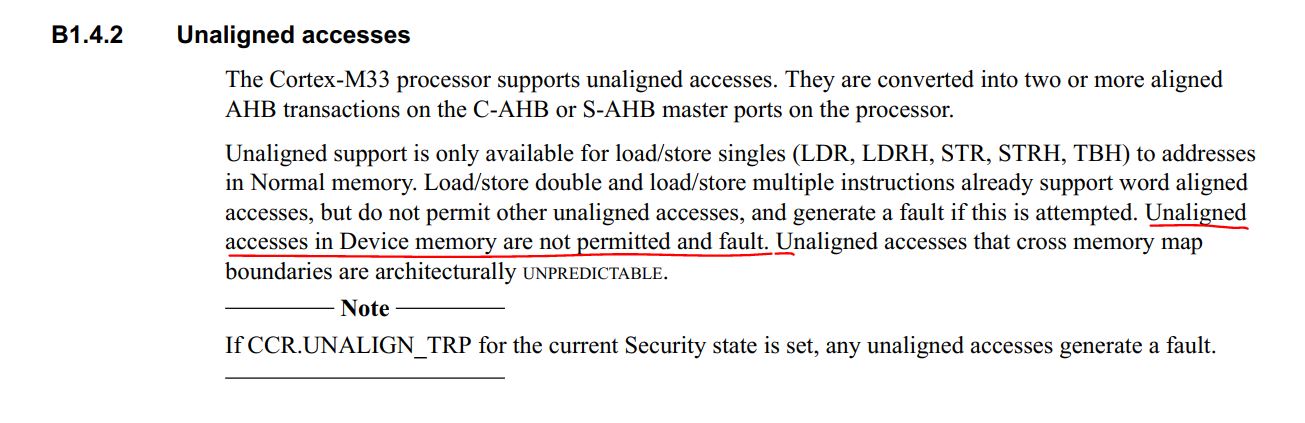 B1.4.2 Unaligned accesses
The Cortex-M33 processor supports unaligned accesses. They are converted into two or more aligned
AHB transactions on the C-AHB or S-AHB master ports on the processor.
Unaligned support is only available for load/store singles (LDR, LDRH, STR, STRH, TBH) to addresses
in Normal memory. Load/store double and load/store multiple instructions already support word aligned
accesses, but do not permit other unaligned accesses, and generate a fault if this is attempted. Unaligned
accesses in Device memory are not permitted and fault. Unaligned accesses that cross memory map
boundaries are architecturally UNPREDICTABLE.
Note
If CCR.UNALIGN_TRP for the current Security state is set, any unaligned accesses generate a fault.